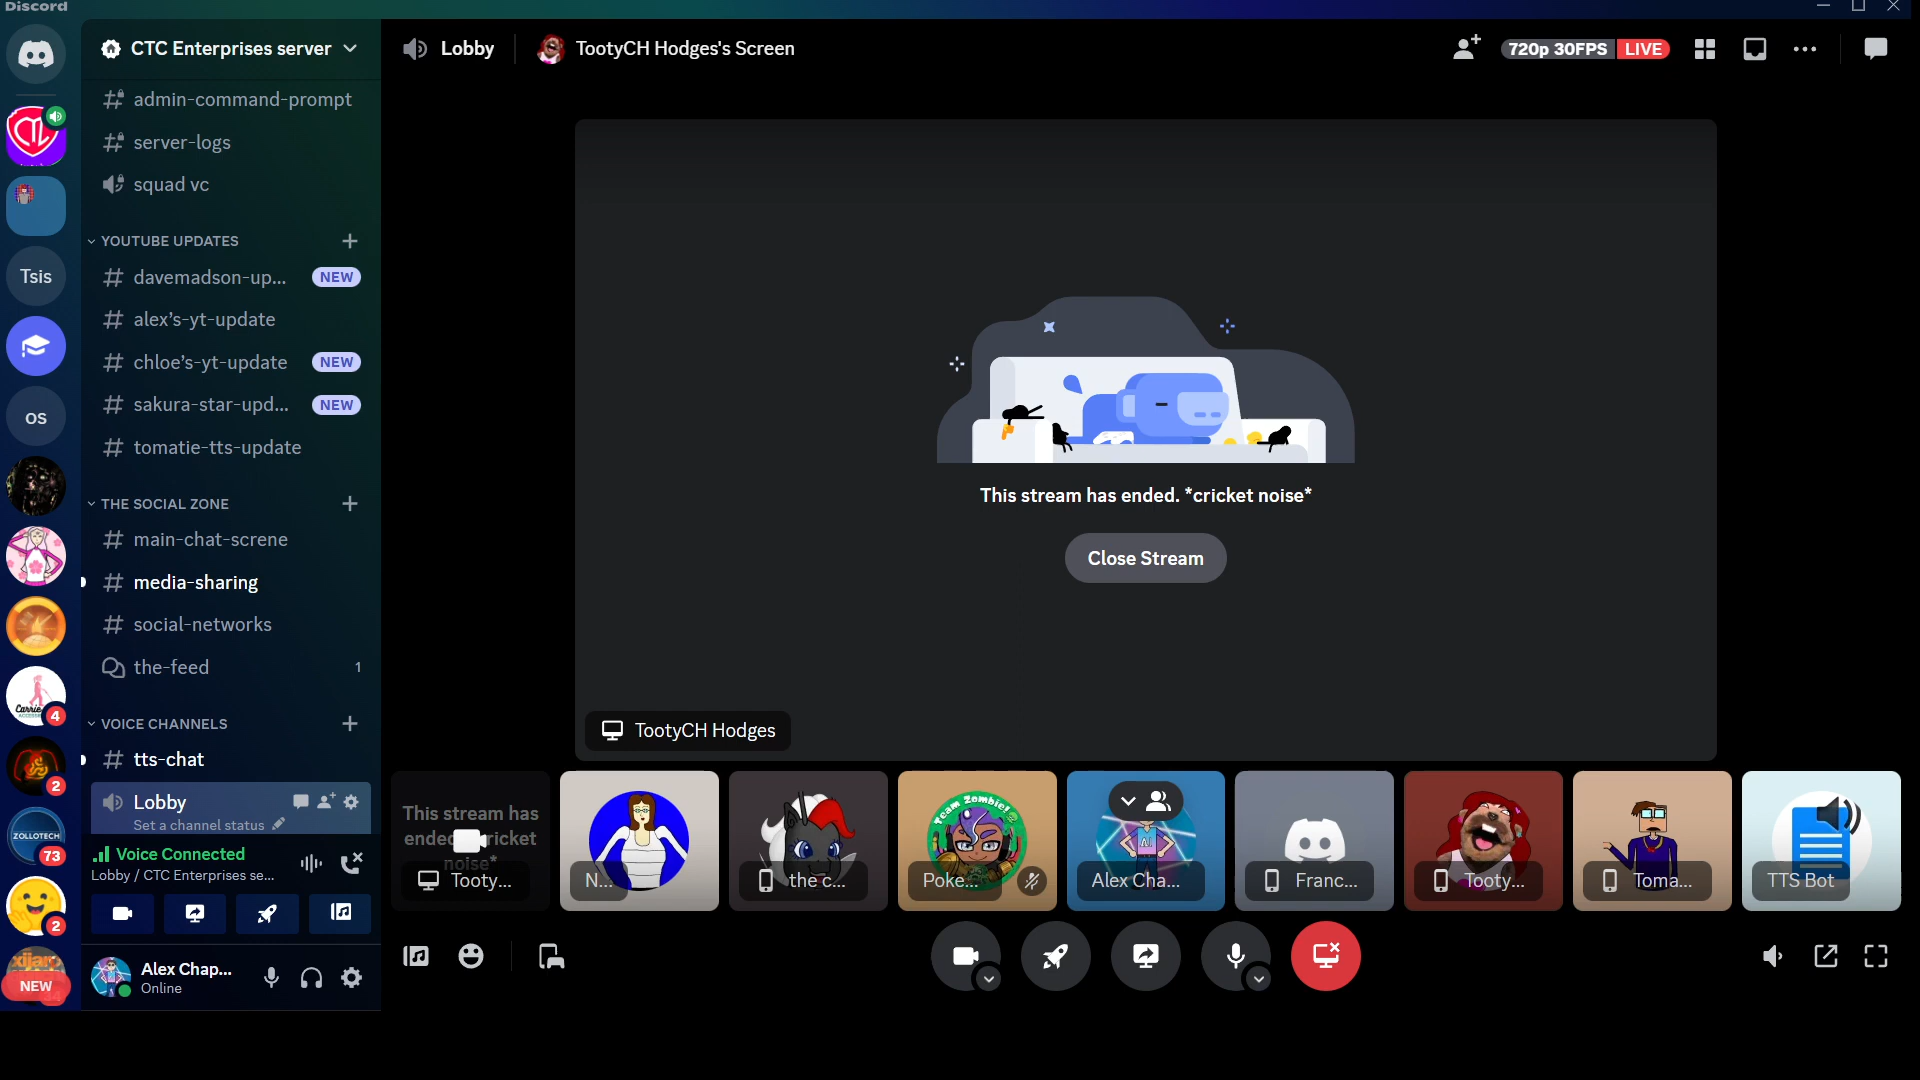 Discord
CTC Enterprises server
Lobby
TootyCH Hodges's Screen
720p 30FPS LIVE
admin-command-prompt
server-logs
squad vc
YOUTUBE UPDATES
davemadson-up... NEW
alex's-yt-update
chloe's-yt-update NEW
sakura-star-upd... NEW
tomatie-tts-update
THE SOCIAL ZONE
main-chat-screne
media-sharing
social-networks
the-feed 1
VOICE CHANNELS
tts-chat
Lobby
Set a channel status
Voice Connected
Lobby / CTC Enterprises se...
Alex Chap...
Online
Tsis
os
Carrie
4
2
ZOLLOTECH
73
2
NEW
This stream has ended. *cricket noise*
Close Stream
TootyCH Hodges
This stream has
noise*
Tooty...
N...
the c...
Team Zombie!
Poke...
Alex Cha...
Franc...
Tooty...
Toma...
TTS Bot